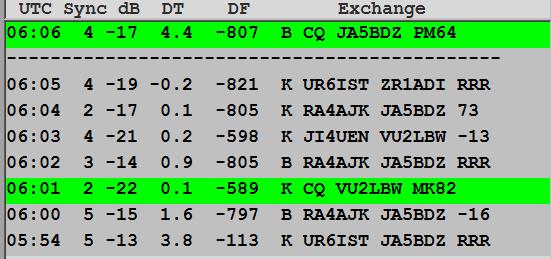 UTC Sync dB DT DF Exchange
06:06 4 -17 4.4 -807 B CQ JA5BDZ PM64
--------------------------------------------------
06:05 4 -19 -0.2 -821 K UR6IST ZR1ADI RRR
06:04 2 -17 0.1 -805 K RA4AJK JA5BDZ 73
06:03 4 -21 0.2 -598 K JI4UEN VU2LBW -13
06:02 3 -14 0.9 -805 B RA4AJK JA5BDZ RRR
06:01 2 -22 0.1 -589 K CQ VU2LBW MK82
06:00 5 -15 1.6 -797 B RA4AJK JA5BDZ -16
05:54 5 -13 3.8 -113 K UR6IST JA5BDZ RRR